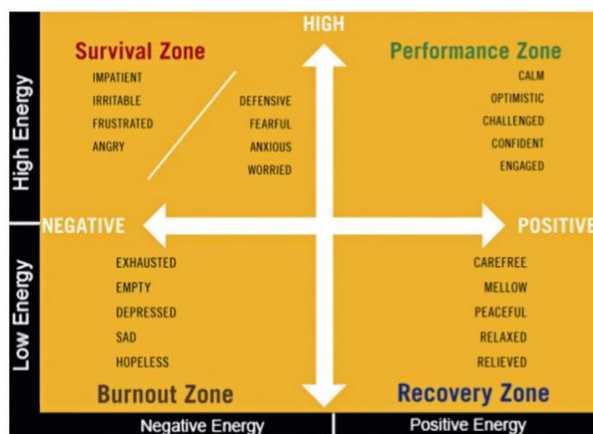 HIGH
Survival Zone
IMPATIENT
IRRITABLE
FRUSTRATED
ANGRY
DEFENSIVE
FEARFUL
ANXIOUS
WORRIED
Performance Zone
CALM
OPTIMISTIC
CHALLENGED
CONFIDENT
ENGAGED
High Energy
NEGATIVE
POSITIVE
Low Energy
EXHAUSTED
EMPTY
DEPRESSED
SAD
HOPELESS
Burnout Zone
CAREFREE
MELLOW
PEACEFUL
RELAXED
RELIEVED
Recovery Zone
Negative Energy
Positive Energy